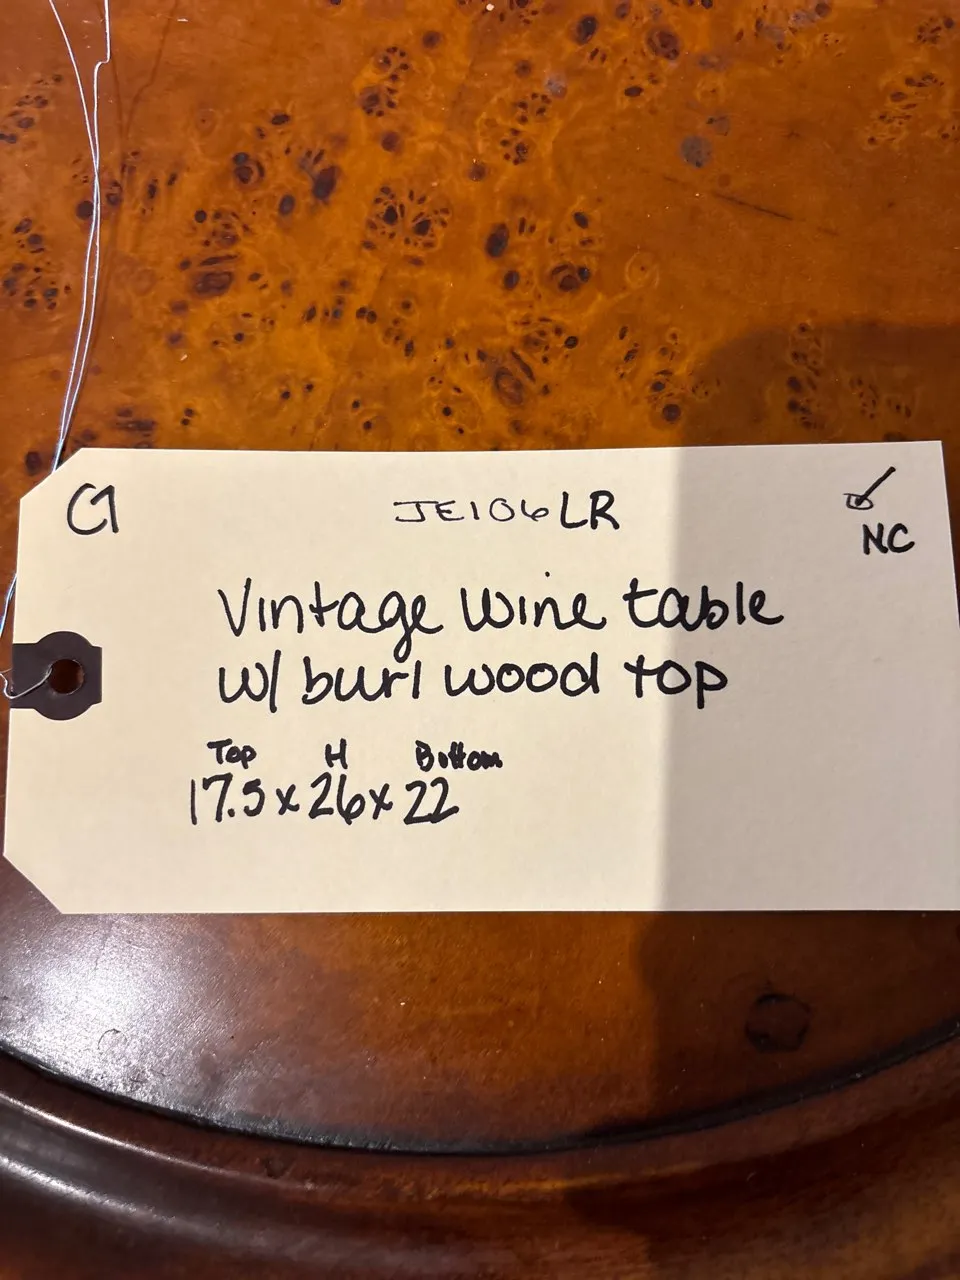 C1 JE106LR
NC
Vintage wine table
w/ burl wood top
Top H Bottom
17.5 x 26 x 22